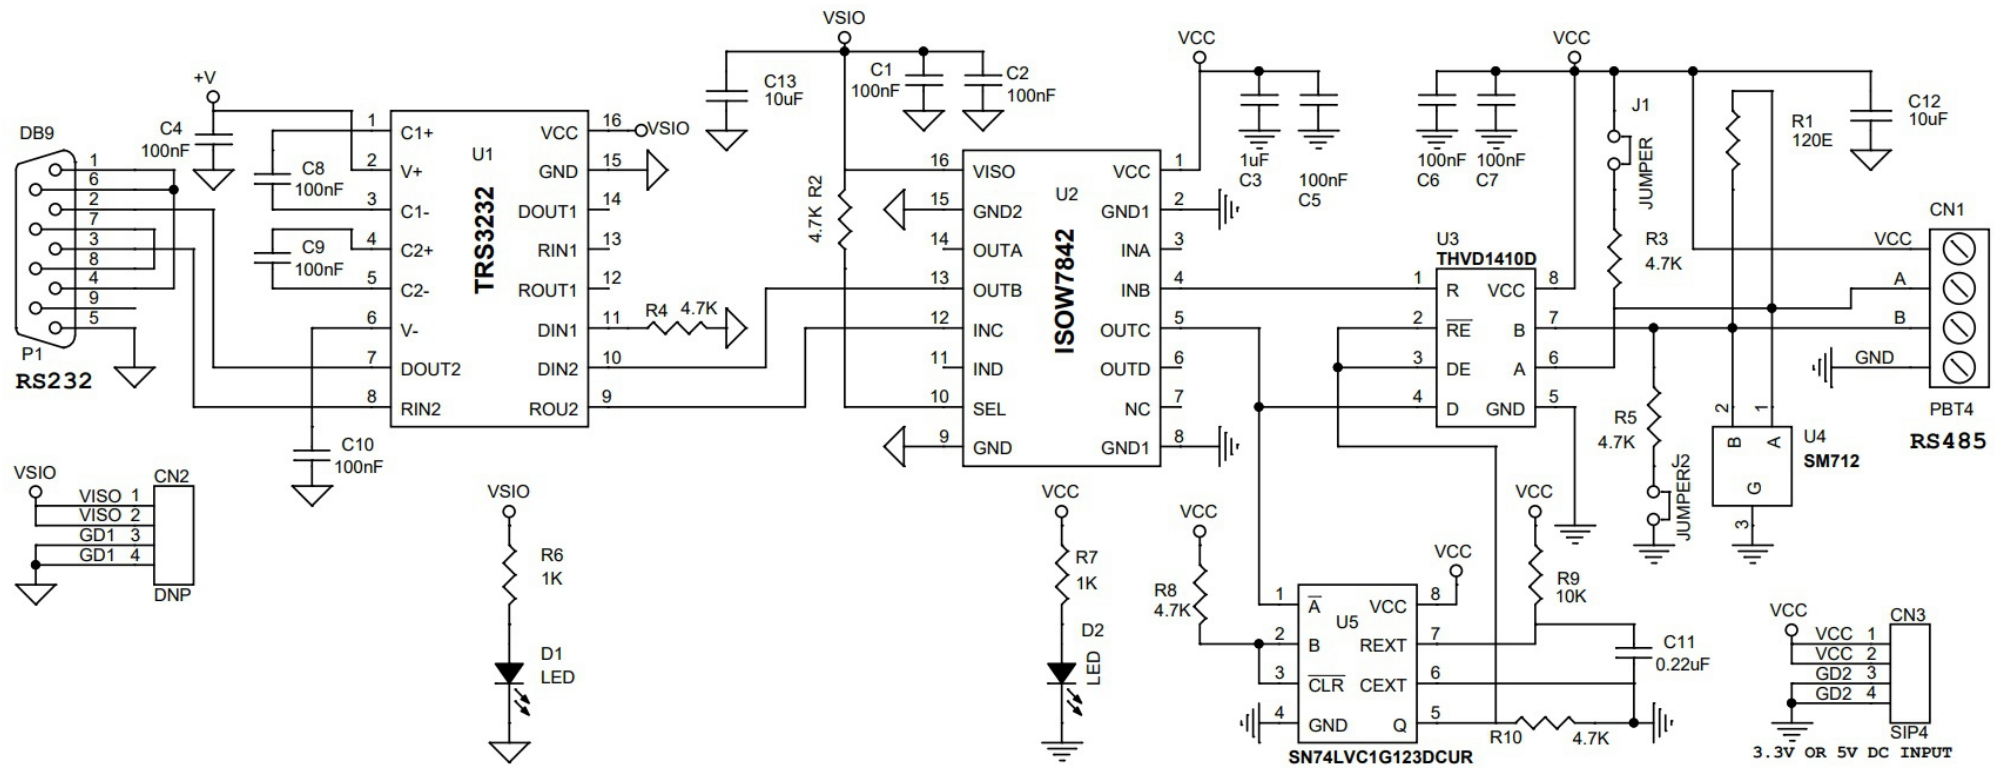 DB9
1
6
2
7
3
8
4
9
5
P1
RS232
+V
C4
100nF
C8
100nF
C9
100nF
C10
100nF
1
2
3
4
5
6
7
8
C1+
V+
C1-
C2+
C2-
V-
DOUT2
RIN2
U1
TRS3232
VCC
GND
DOUT1
RIN1
ROUT1
DIN1
DIN2
ROU2
16
15
14
13
12
11
10
9
VSIO
R4 4.7K
VSIO
C13
10uF
C1
100nF
C2
100nF
4.7K R2
16
15
14
13
12
11
10
9
VISO
GND2
OUTA
OUTB
INC
IND
SEL
GND
U2
ISOW7842
VCC
GND1
INA
INB
OUTC
OUTD
NC
GND1
1
2
3
4
5
6
7
8
VCC
1uF
C3
100nF
C5
VCC
100nF
C6
100nF
C7
J1
JUMPER
R3
4.7K
R1
120E
C12
10uF
U3
THVD1410D
1
2
3
4
R
RE
DE
D
VCC
B
A
GND
8
7
6
5
CN1
VCC
A
B
GND
PBT4
RS485
R5
4.7K
J2
JUMPER2
2
1
B
A
G
3
U4
SM712
VSIO
CN2
VISO 1
VISO 2
GD1 3
GD1 4
DNP
VSIO
R6
1K
D1
LED
VCC
R7
1K
D2
LED
VCC
R8
4.7K
1
2
3
4
A
B
CLR
GND
U5
VCC
REXT
CEXT
Q
8
7
6
5
SN74LVC1G123DCUR
VCC
VCC
R9
10K
C11
0.22uF
R10 4.7K
VCC
CN3
VCC 1
VCC 2
GD2 3
GD2 4
SIP4
3.3V OR 5V DC INPUT